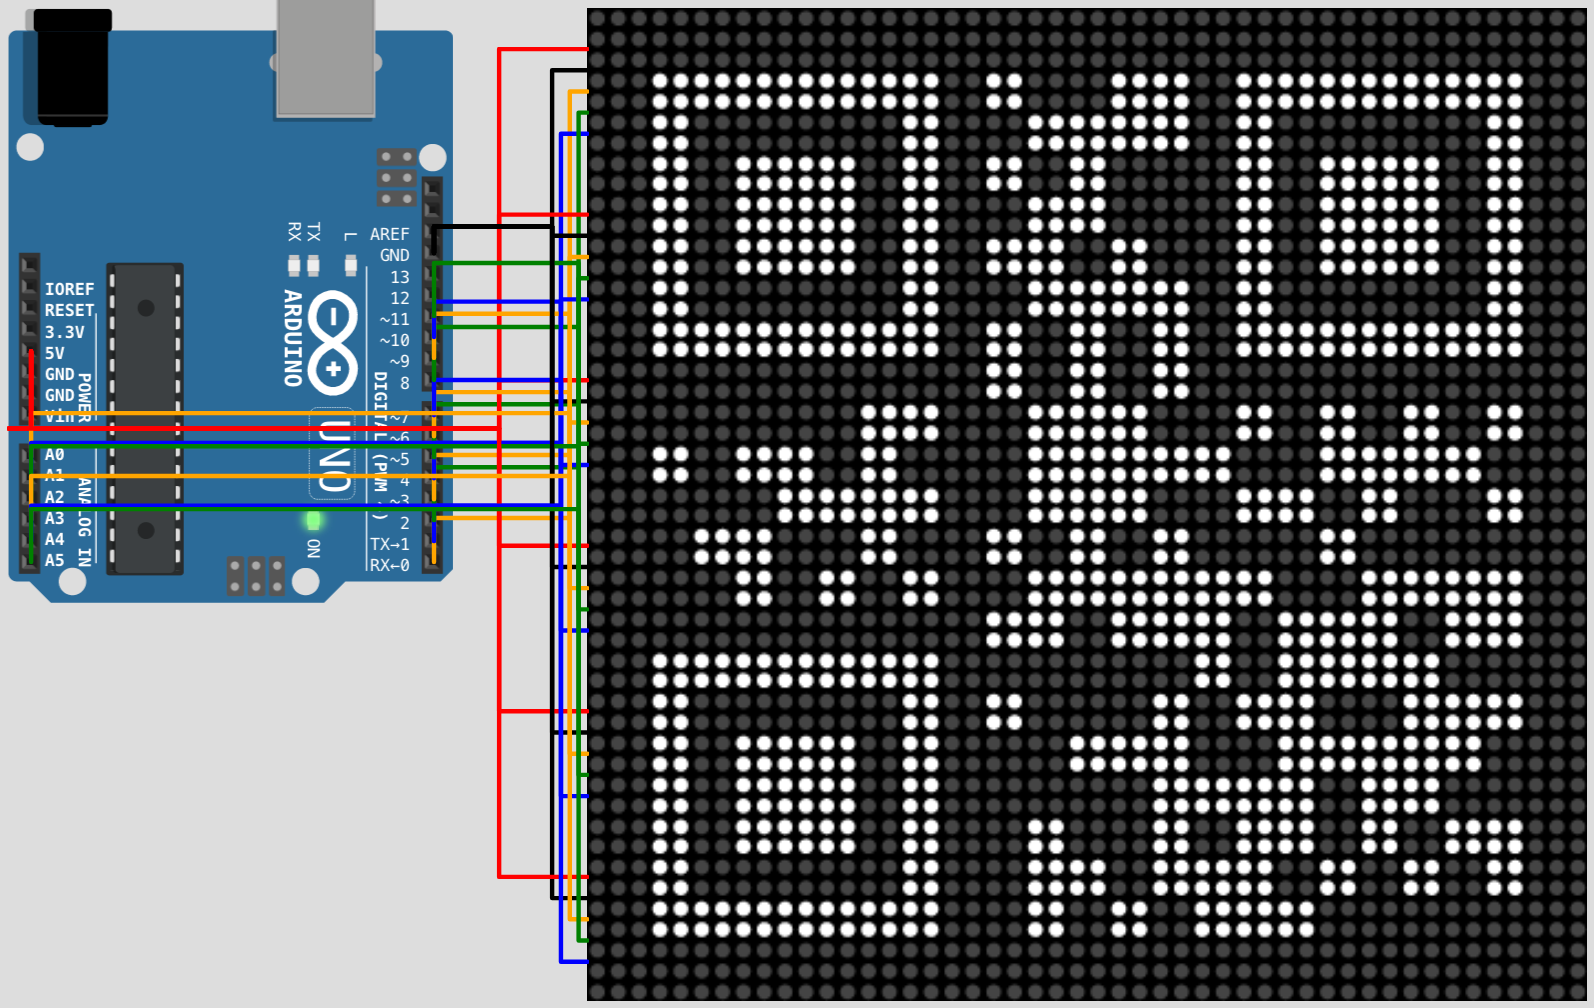 IOREF
RESET
3.3V
5V
GND
GND
Vin
A0
A1
A2
A3
A4
A5
POWER
ANALOG IN
RX
TX
L
ARDUINO
UNO
ON
AREF
GND
13
12
~11
~10
~9
8
~7
~6
~5
4
~3
2
TX→1
RX←0
DIGITAL (PWM ~)